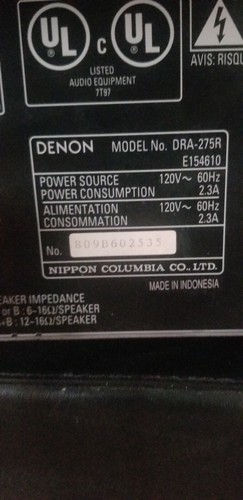 UL
UL
C
LISTED
AUDIO EQUIPMENT
7T97
AVIS: RISQU
DENON MODEL No. DRA-275R
E154610
POWER SOURCE 120V~ 60Hz
POWER CONSUMPTION 2.3A
ALIMENTATION 120V~ 60Hz
CONSOMMATION 2.3A
No. 809B602535
NIPPON COLUMBIA CO., LTD.
MADE IN INDONESIA
EAKER IMPEDANCE
or B : 6-16Ω/SPEAKER
+B : 12-16Ω/SPEAKER